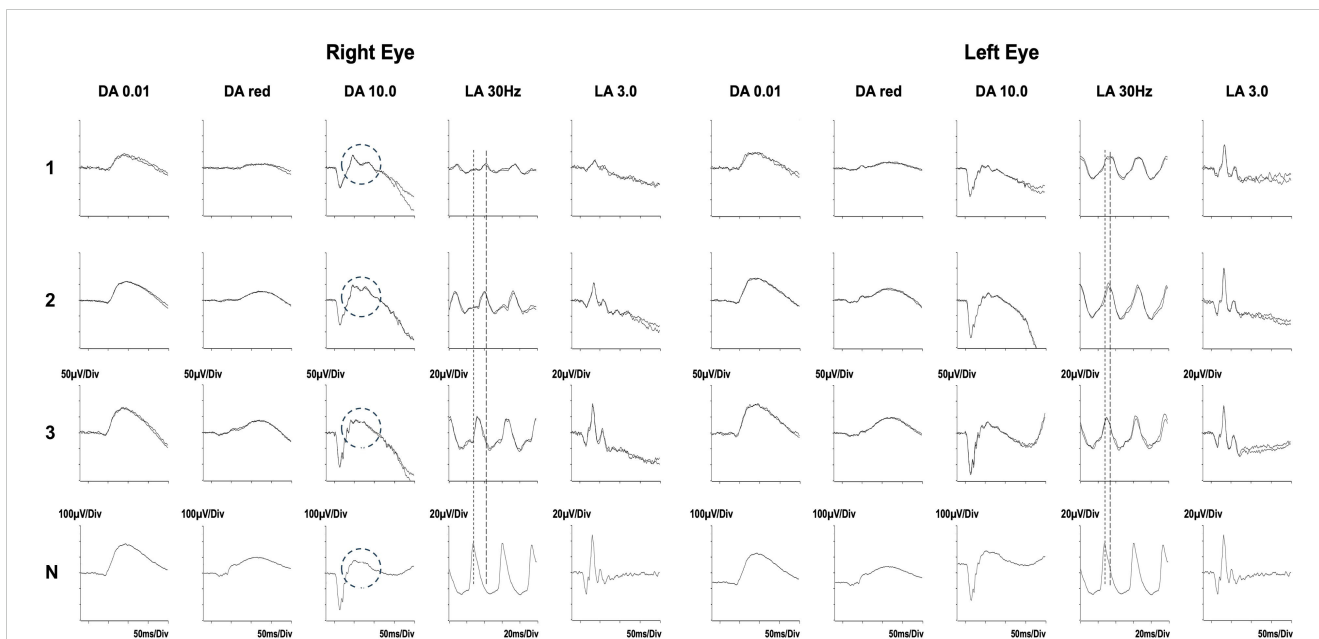 Right Eye Left Eye
DA 0.01 DA red DA 10.0 LA 30Hz LA 3.0 DA 0.01 DA red DA 10.0 LA 30Hz LA 3.0
1
2
50µV/Div 50µV/Div 50µV/Div 20µV/Div 20µV/Div 50µV/Div 50µV/Div 50µV/Div 20µV/Div 20µV/Div
3
100µV/Div 100µV/Div 100µV/Div 20µV/Div 20µV/Div 100µV/Div 100µV/Div 100µV/Div 20µV/Div 20µV/Div
N
50ms/Div 50ms/Div 50ms/Div 20ms/Div 50ms/Div 50ms/Div 50ms/Div 50ms/Div 20ms/Div 50ms/Div